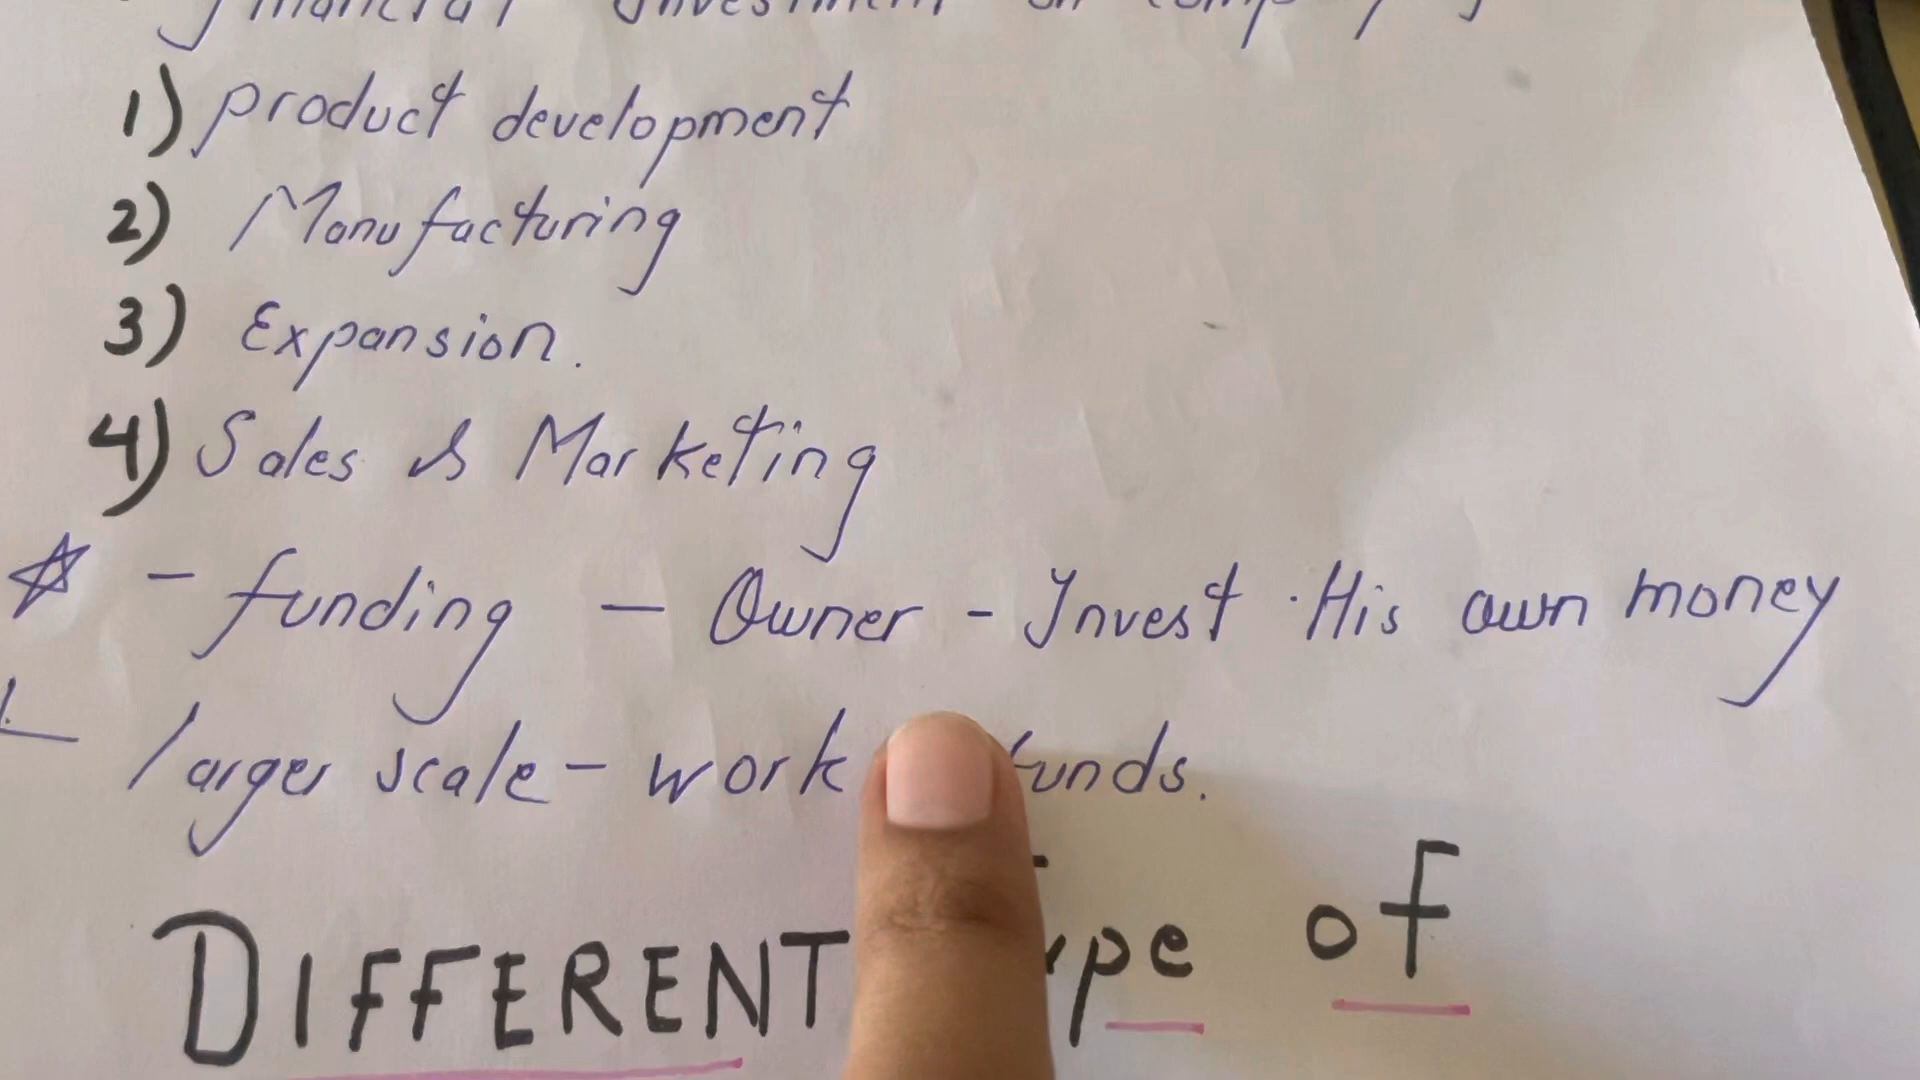 1) product development
2) Manufacturing
3) Expansion.
4) Sales & Marketing
- funding - Owner - Invest His own money
larger scale - work funds.
DIFFERENT of